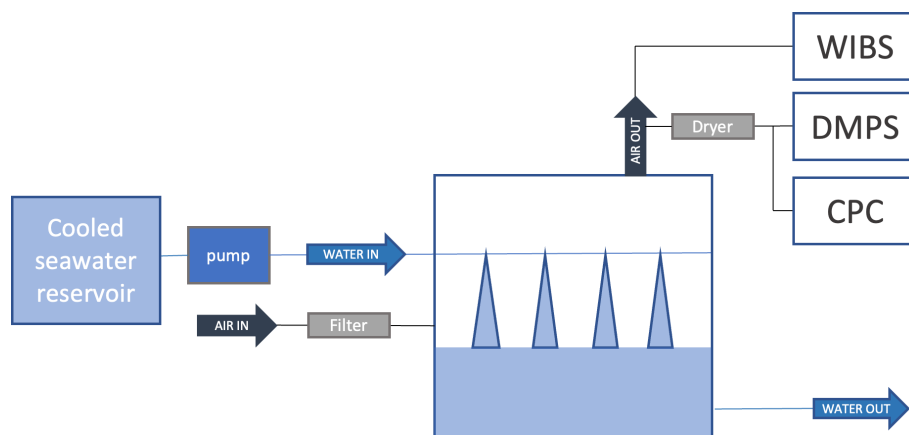 WIBS
AIR OUT
Dryer
DMPS
CPC
Cooled
seawater
reservoir
pump
WATER IN
AIR IN
Filter
WATER OUT